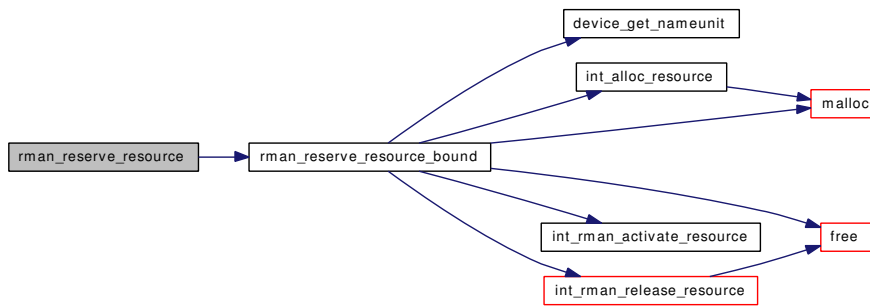 device_get_nameunit
int_alloc_resource
malloc
rman_reserve_resource
rman_reserve_resource_bound
int_rman_activate_resource
free
int_rman_release_resource